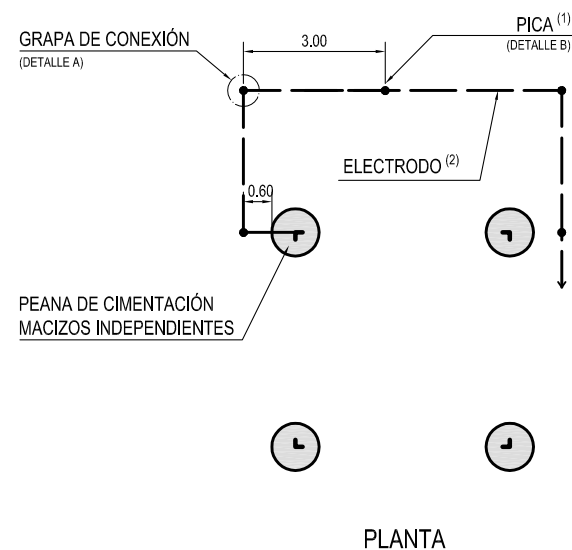 GRAPA DE CONEXIÓN
(DETALLE A)
3.00
PICA (1)
(DETALLE B)
ELECTRODO (2)
0.60
PEANA DE CIMENTACIÓN
MACIZOS INDEPENDIENTES
PLANTA